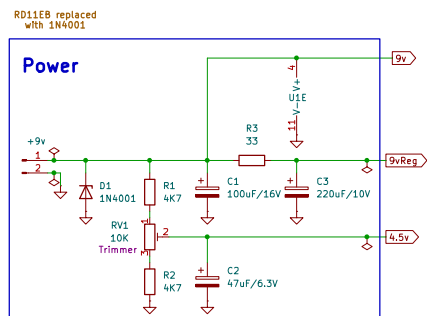 RD11EB replaced
with 1N4001
Power
9v
4
V+
U1E
V-
11
R3
33
+9v
1
2
9vReg
D1
1N4001
R1
4K7
C1
100uF/16V
C3
220uF/10V
RV1
10K
Trimmer
1
2
3
4.5v
R2
4K7
C2
47uF/6.3V
+
+
+